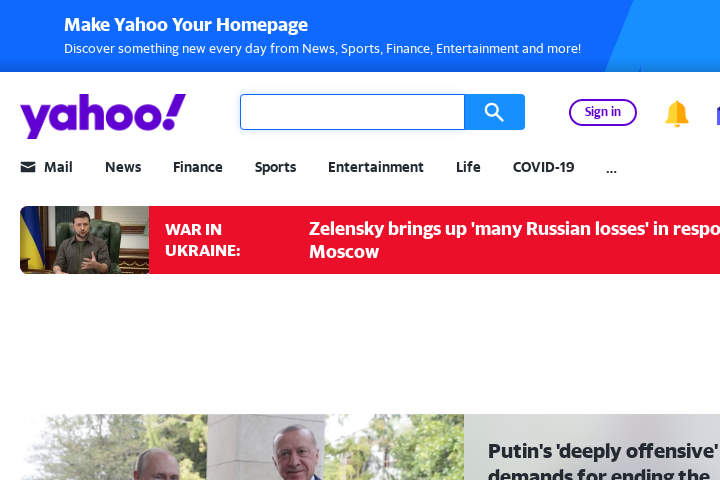 Make Yahoo Your Homepage
Discover something new every day from News, Sports, Finance, Entertainment and more!
yahoo!
Sign in
Mail News Finance Sports Entertainment Life COVID-19 ...
WAR IN
UKRAINE:
Zelensky brings up 'many Russian losses' in
Moscow
Putin's 'deeply offensive'
demands for ending the